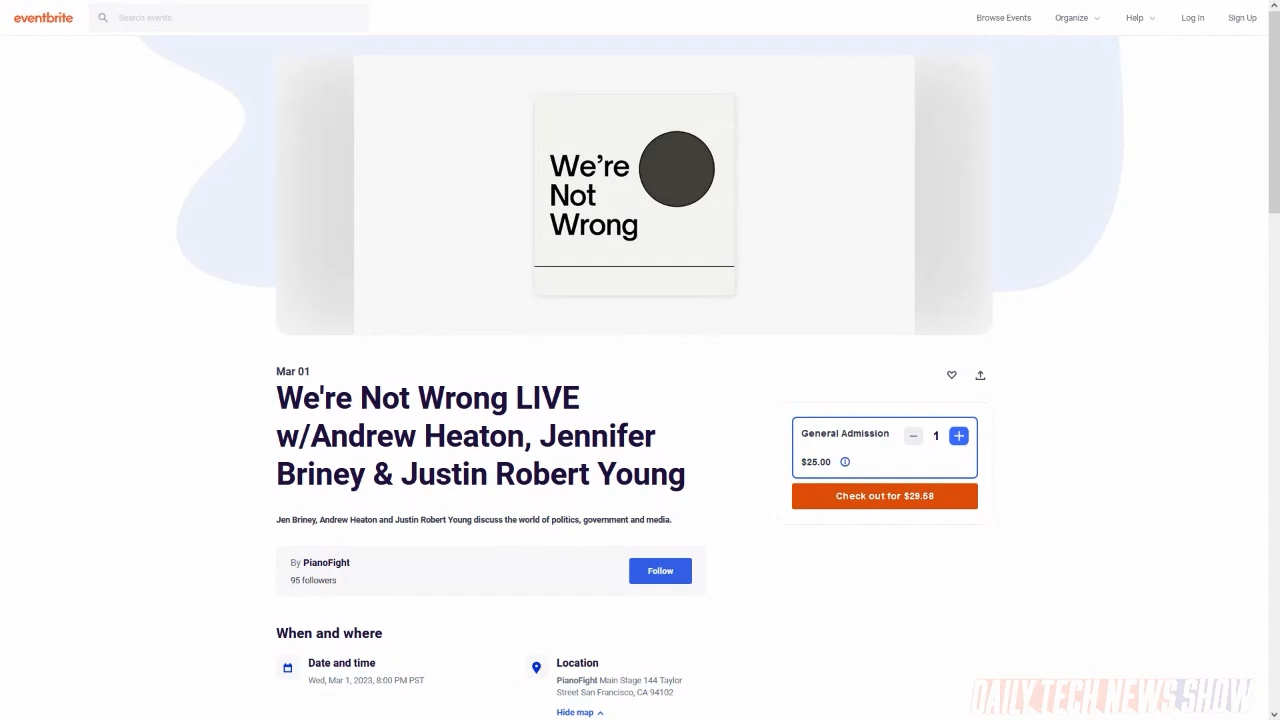 eventbrite
Search events
Browse Events
Organize
Help
Log In
Sign Up
We're
Not
Wrong
Mar 01
We're Not Wrong LIVE
w/Andrew Heaton, Jennifer
Briney & Justin Robert Young
General Admission
1
$25.00
Check out for $29.68
Jen Briney, Andrew Heaton and Justin Robert Young discuss the world of politics, government and media.
By PianoFight
95 followers
Follow
When and where
Date and time
Wed, Mar 1, 2023, 8:00 PM PST
Location
PianoFight Main Stage 144 Taylor
Street San Francisco, CA 94102
Hide map
DAILY TECH NEWS SHOW